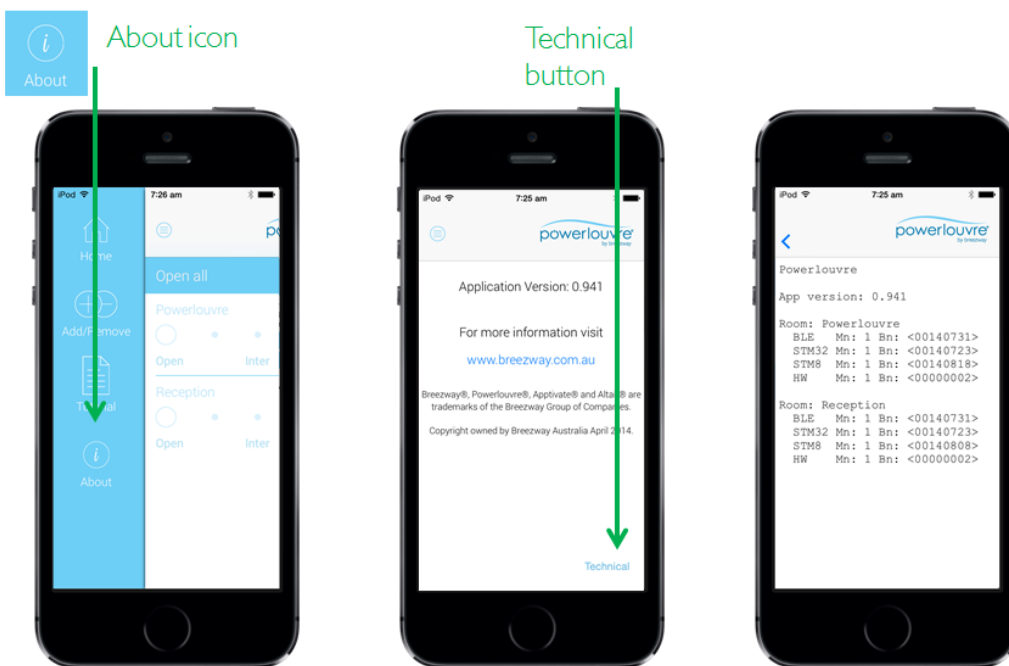 About icon
Technical
button
About
iPod 7:26 am
Home
Add/Remove
About
Open all
Powerlouvre
Open Inter
Reception
Open Inter
iPod 7:25 am
powerlouvre®
by breezway
Application Version: 0.941
For more information visit
www.breezway.com.au
Breezway®, Powerlouvre®, Apptivate® and Altair® are
trademarks of the Breezway Group of Companies.
Copyright owned by Breezway Australia April 2014.
Technical
iPod 7:25 am
powerlouvre®
by breezway
Powerlouvre
App version: 0.941
Room: Powerlouvre
BLE Mn: 1 Bn: <00140731>
STM32 Mn: 1 Bn: <00140723>
STM8 Mn: 1 Bn: <00140818>
HW Mn: 1 Bn: <00000002>
Room: Reception
BLE Mn: 1 Bn: <00140731>
STM32 Mn: 1 Bn: <00140723>
STM8 Mn: 1 Bn: <00140808>
HW Mn: 1 Bn: <00000002>